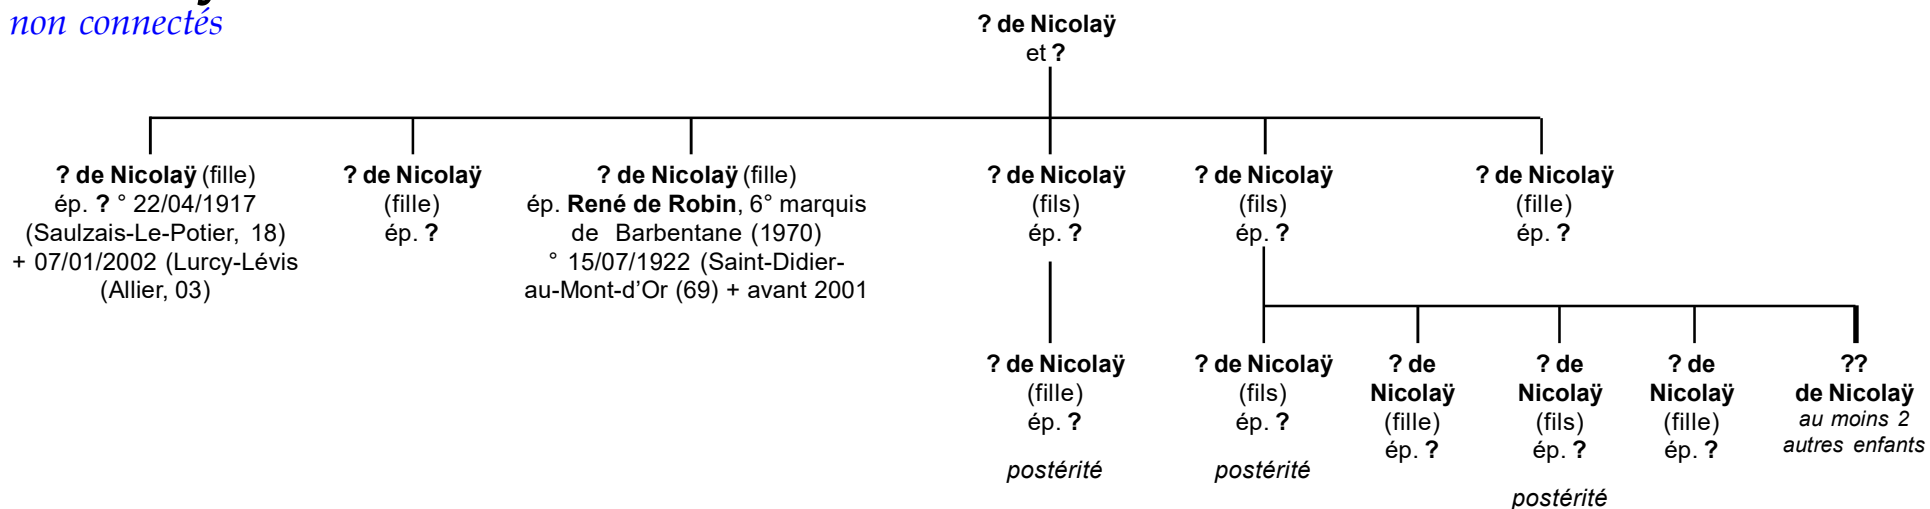 non connectés
? de Nicolaÿ
et ?
? de Nicolaÿ (fille)
ép. ? ° 22/04/1917
(Saulzais-Le-Potier, 18)
+ 07/01/2002 (Lurcy-Lévis
(Allier, 03)
? de Nicolaÿ
(fille)
ép. ?
? de Nicolaÿ (fille)
ép. René de Robin, 6° marquis
de Barbentane (1970)
° 15/07/1922 (Saint-Didier-
au-Mont-d’Or (69) + avant 2001
? de Nicolaÿ
(fils)
ép. ?
? de Nicolaÿ
(fils)
ép. ?
? de Nicolaÿ
(fille)
ép. ?
? de Nicolaÿ
(fille)
ép. ?
postérité
? de Nicolaÿ
(fils)
ép. ?
postérité
? de
Nicolaÿ
(fille)
ép. ?
? de
Nicolaÿ
(fils)
ép. ?
postérité
? de
Nicolaÿ
(fille)
ép. ?
??
de Nicolaÿ
au moins 2
autres enfants